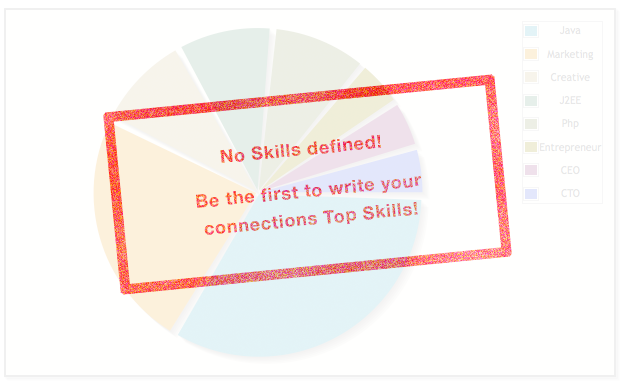 Java
Marketing
Creative
J2EE
Php
Entrepreneur
CEO
CTO
No Skills defined!
Be the first to write your
connections Top Skills!